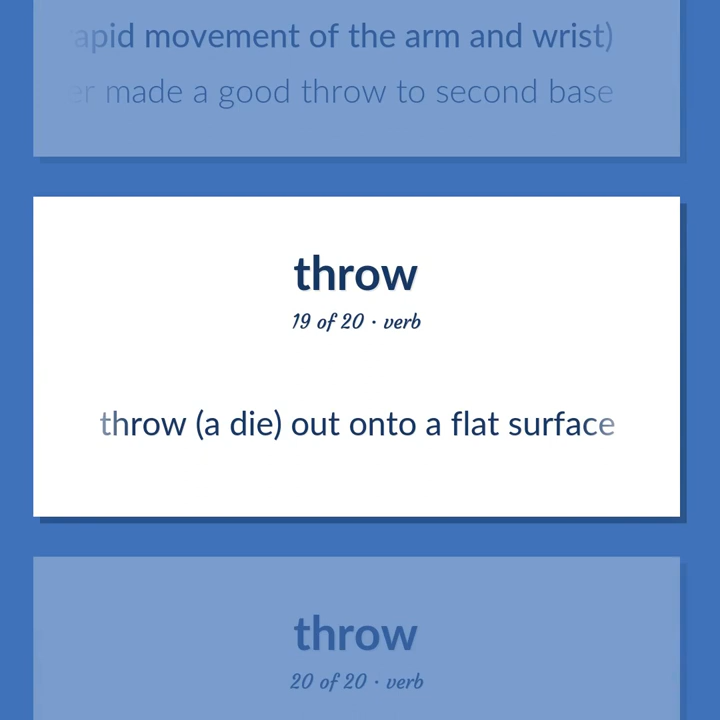 rapid movement of the arm and wrist)
made a good throw to second base
throw
19 of 20 · verb
throw (a die) out onto a flat surface
throw
20 of 20 · verb